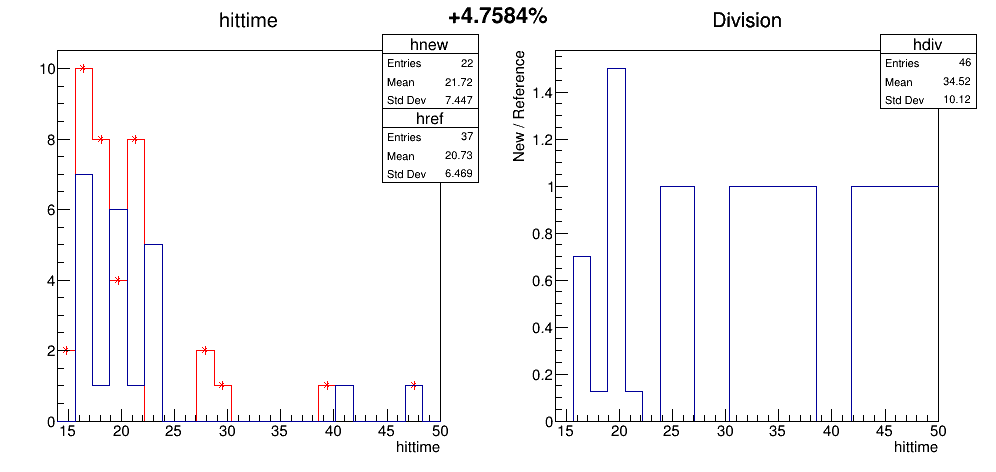 +4.7584%
hittime
hnew
Entries 22
Mean 21.72
Std Dev 7.447
href
Entries 37
Mean 20.73
Std Dev 6.469
10
8
6
4
2
0
15 20 25 30 35 40 45 50
hittime
Division
hdiv
Entries 46
Mean 34.52
Std Dev 10.12
New / Reference
1.4
1.2
1
0.8
0.6
0.4
0.2
0
15 20 25 30 35 40 45 50
hittime